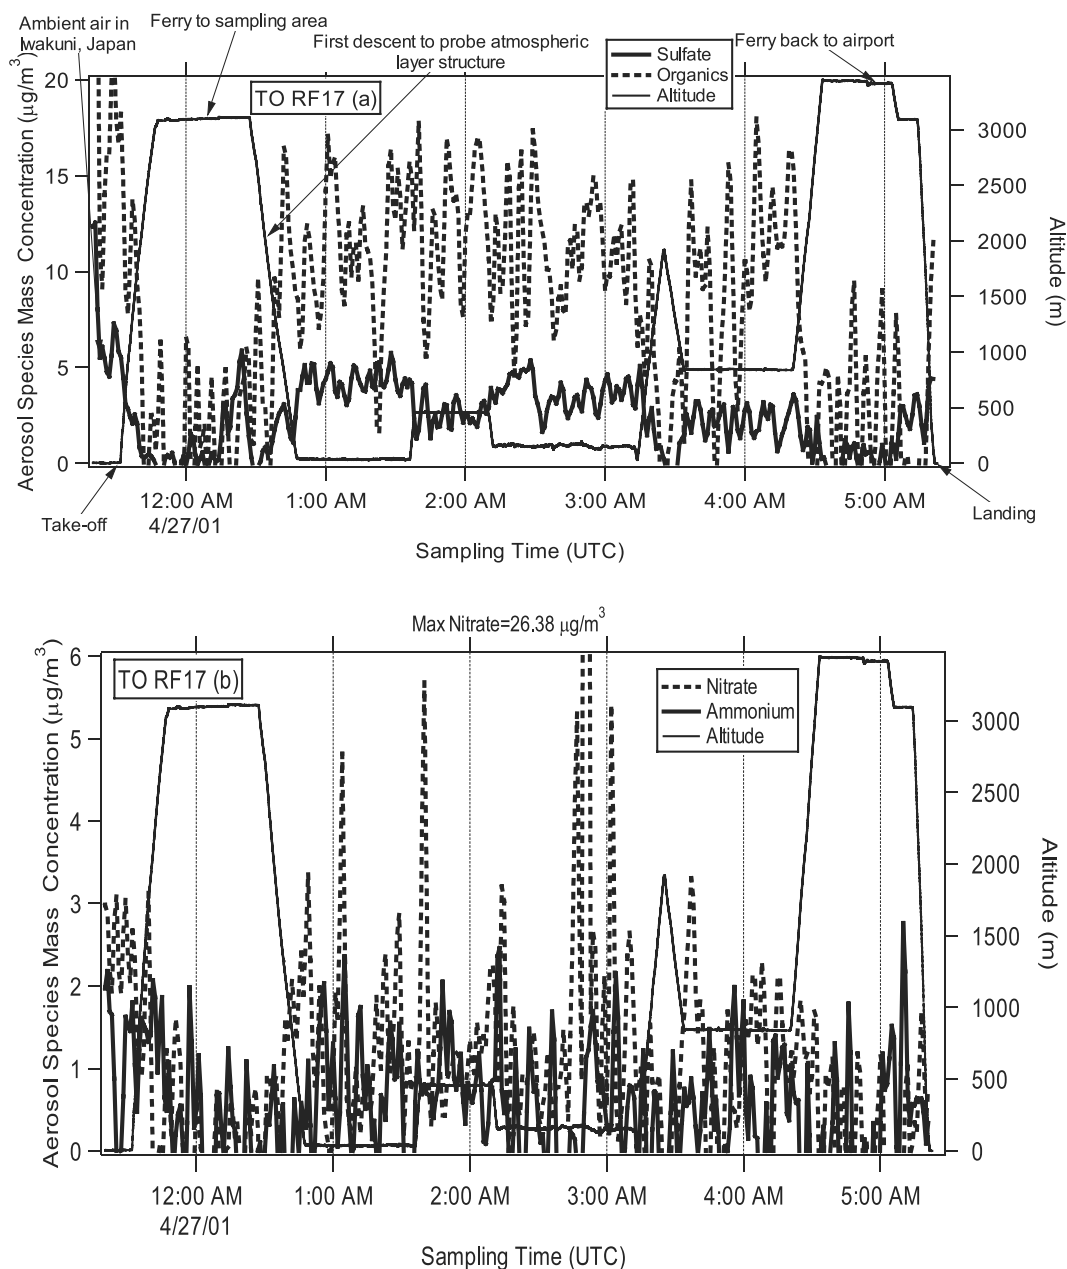 Ambient air in
Iwakuni, Japan
Ferry to sampling area
First descent to probe atmospheric
layer structure
Ferry back to airport
Sulfate
Organics
Altitude
TO RF17 (a)
Aerosol Species Mass Concentration (μg/m³)
20
15
10
5
0
3000
2500
2000
1500
1000
500
0
Altitude (m)
12:00 AM
4/27/01
1:00 AM
2:00 AM
3:00 AM
4:00 AM
5:00 AM
Take-off
Landing
Sampling Time (UTC)
Max Nitrate=26.38 μg/m³
TO RF17 (b)
Nitrate
Ammonium
Altitude
Aerosol Species Mass Concentration (μg/m³)
6
5
4
3
2
1
0
3000
2500
2000
1500
1000
500
0
Altitude (m)
12:00 AM
4/27/01
1:00 AM
2:00 AM
3:00 AM
4:00 AM
5:00 AM
Sampling Time (UTC)